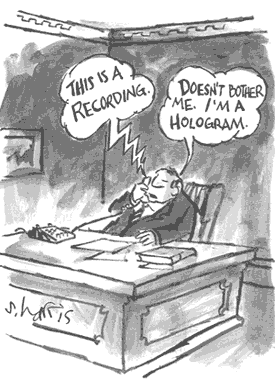 THIS IS A
RECORDING.
DOESN'T BOTHER
ME. I'M A
HOLOGRAM.
S. harris